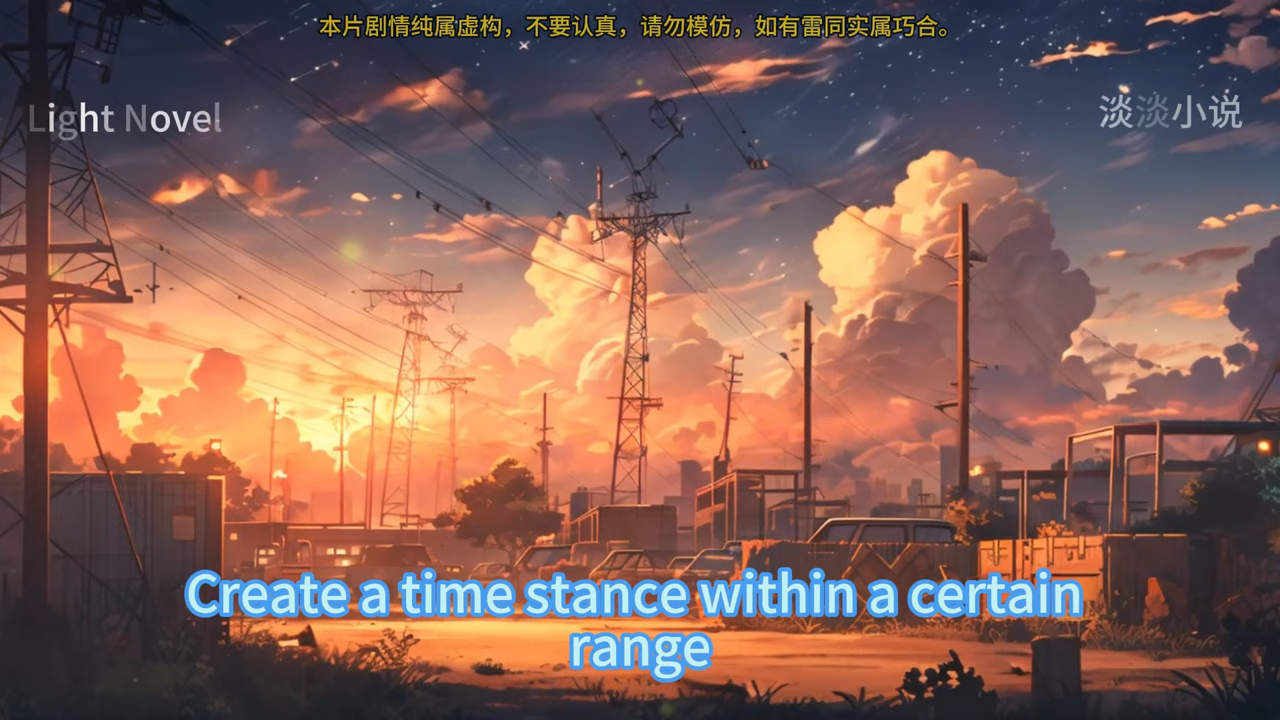 本片剧情纯属虚构，不要认真，请勿模仿，如有雷同实属巧合。
Light Novel
淡淡小说
Create a time stance within a certain
range